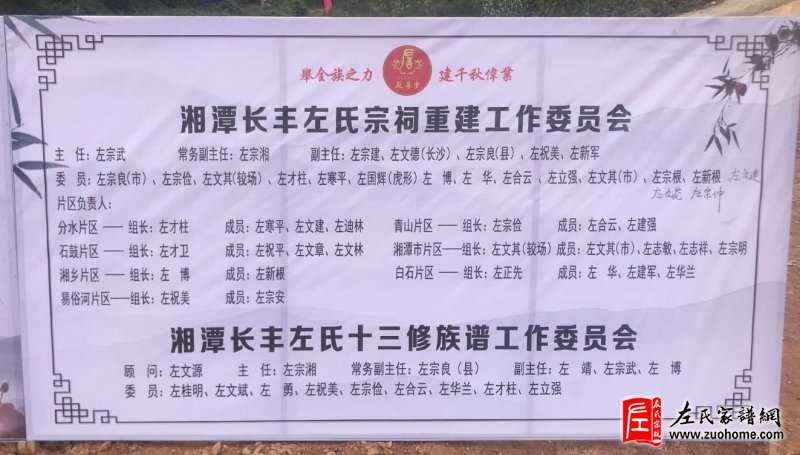 舉全族之力 建千秋偉業
敦善堂
湘潭长丰左氏宗祠重建工作委员会
主 任：左宗武 常务副主任：左宗湘 副主任：左宗建、左文德(长沙)、左宗良(县)、左祝美、左新军
委 员：左宗良(市)、左宗俭、左文其(较场)、左才柱、左寒平、左国辉(虎形) 左 博、左 华、左合云 、左立强、左文其(市)、左宗根、左新根
左宗仲
片区负责人：
分水片区 —— 组长：左才柱 成员：左寒平、左文建、左迪林 青山片区 —— 组长：左宗俭 成员：左合云、左建强
石鼓片区 —— 组长：左才卫 成员：左祝平、左文章、左文林 湘潭市片区——组长：左文其(较场) 成员：左文其(市)、左志敏、左志祥、左宗明
湘乡片区 —— 组长：左 博 成员：左新根 白石片区 —— 组长：左正先 成员：左 华、左建军、左华兰
易俗河片区——组长：左祝美 成员：左宗安
湘潭长丰左氏十三修族谱工作委员会
顾 问：左文源 主 任：左宗湘 常务副主任：左宗良（县） 副主任：左 靖、左宗武、左 博
委 员：左桂明、左文斌、左 勇、左祝美、左宗俭、左合云、左华兰、左才柱、左立强
左氏家譜網
www.zuohome.com